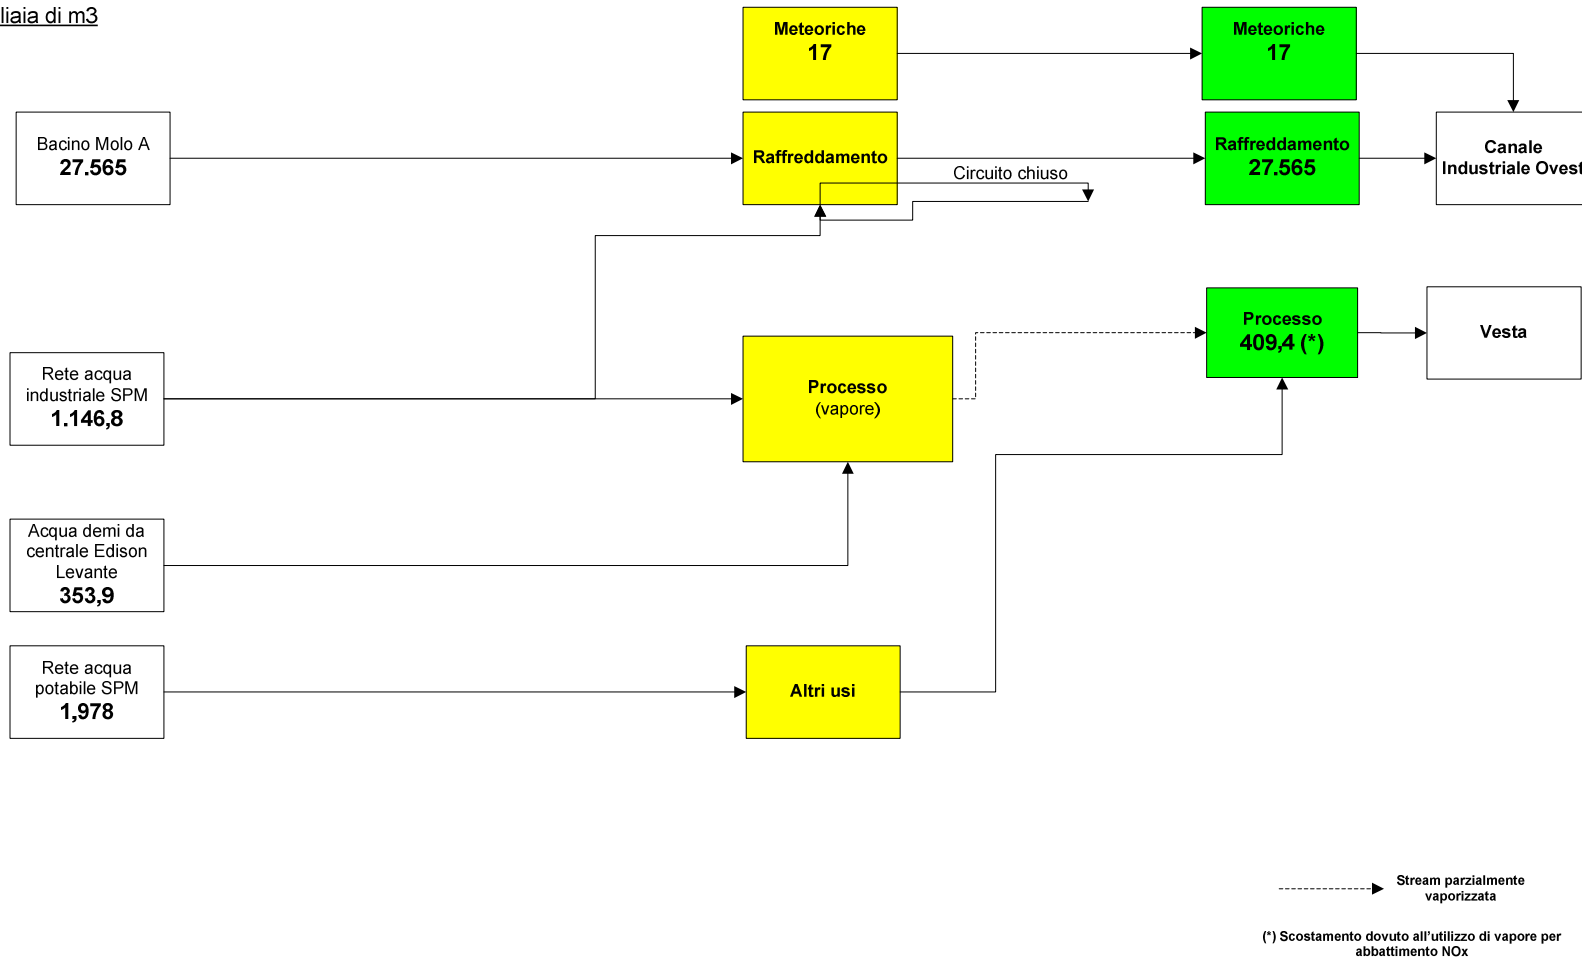 liaia di m3
Meteoriche
17
Meteoriche
17
Bacino Molo A
27.565
Raffreddamento
Raffreddamento
27.565
Canale
Industriale Ovest
Circuito chiuso
Processo
409,4 (*)
Vesta
Rete acqua
industriale SPM
1.146,8
Processo
(vapore)
Acqua demi da
centrale Edison
Levante
353,9
Rete acqua
potabile SPM
1,978
Altri usi
Stream parzialmente
vaporizzata
(*) Scostamento dovuto all'utilizzo di vapore per
abbattimento NOx